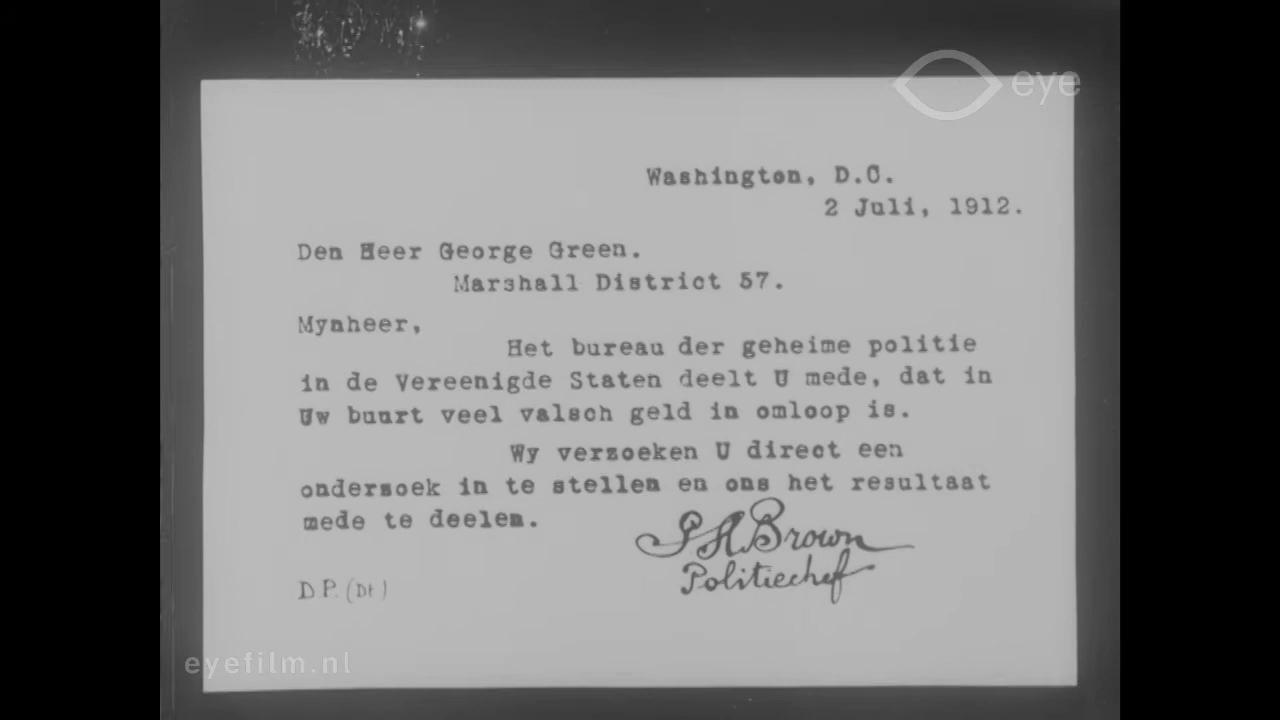 eye
Washington, D.C.
2 Juli, 1912.
Den Heer George Green.
Marshall District 57.
Mynheer,
Het bureau der geheime politie
in de Vereenigde Staten deelt U mede, dat in
Uw buurt veel valsch geld in omloop is.
Wy verzoeken U direct een
onderzoek in te stellen en ons het resultaat
mede te deelen.
P.H. Brown
Politiechef
D.P. (Dt)
eyefilm.nl